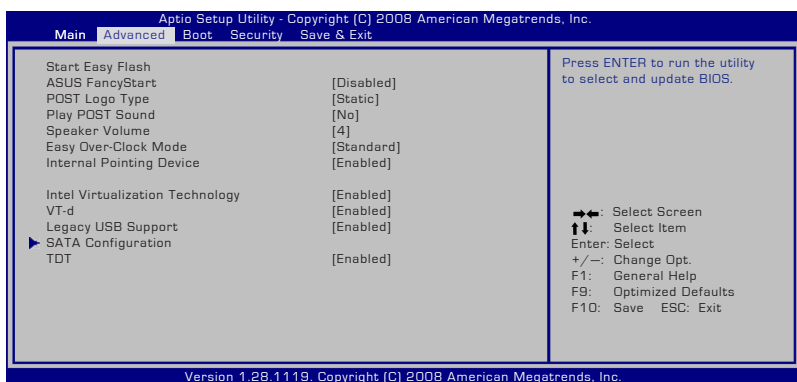 Aptio Setup Utility - Copyright (C) 2008 American Megatrends, Inc.
Main Advanced Boot Security Save & Exit
Start Easy Flash
ASUS FancyStart [Disabled]
POST Logo Type [Static]
Play POST Sound [No]
Speaker Volume [4]
Easy Over-Clock Mode [Standard]
Internal Pointing Device [Enabled]
Intel Virtualization Technology [Enabled]
VT-d [Enabled]
Legacy USB Support [Enabled]
SATA Configuration
TDT [Enabled]
Press ENTER to run the utility
to select and update BIOS.
→←: Select Screen
↑↓: Select Item
Enter: Select
+/—: Change Opt.
F1: General Help
F9: Optimized Defaults
F10: Save ESC: Exit
Version 1.28.1119. Copyright (C) 2008 American Megatrends, Inc.